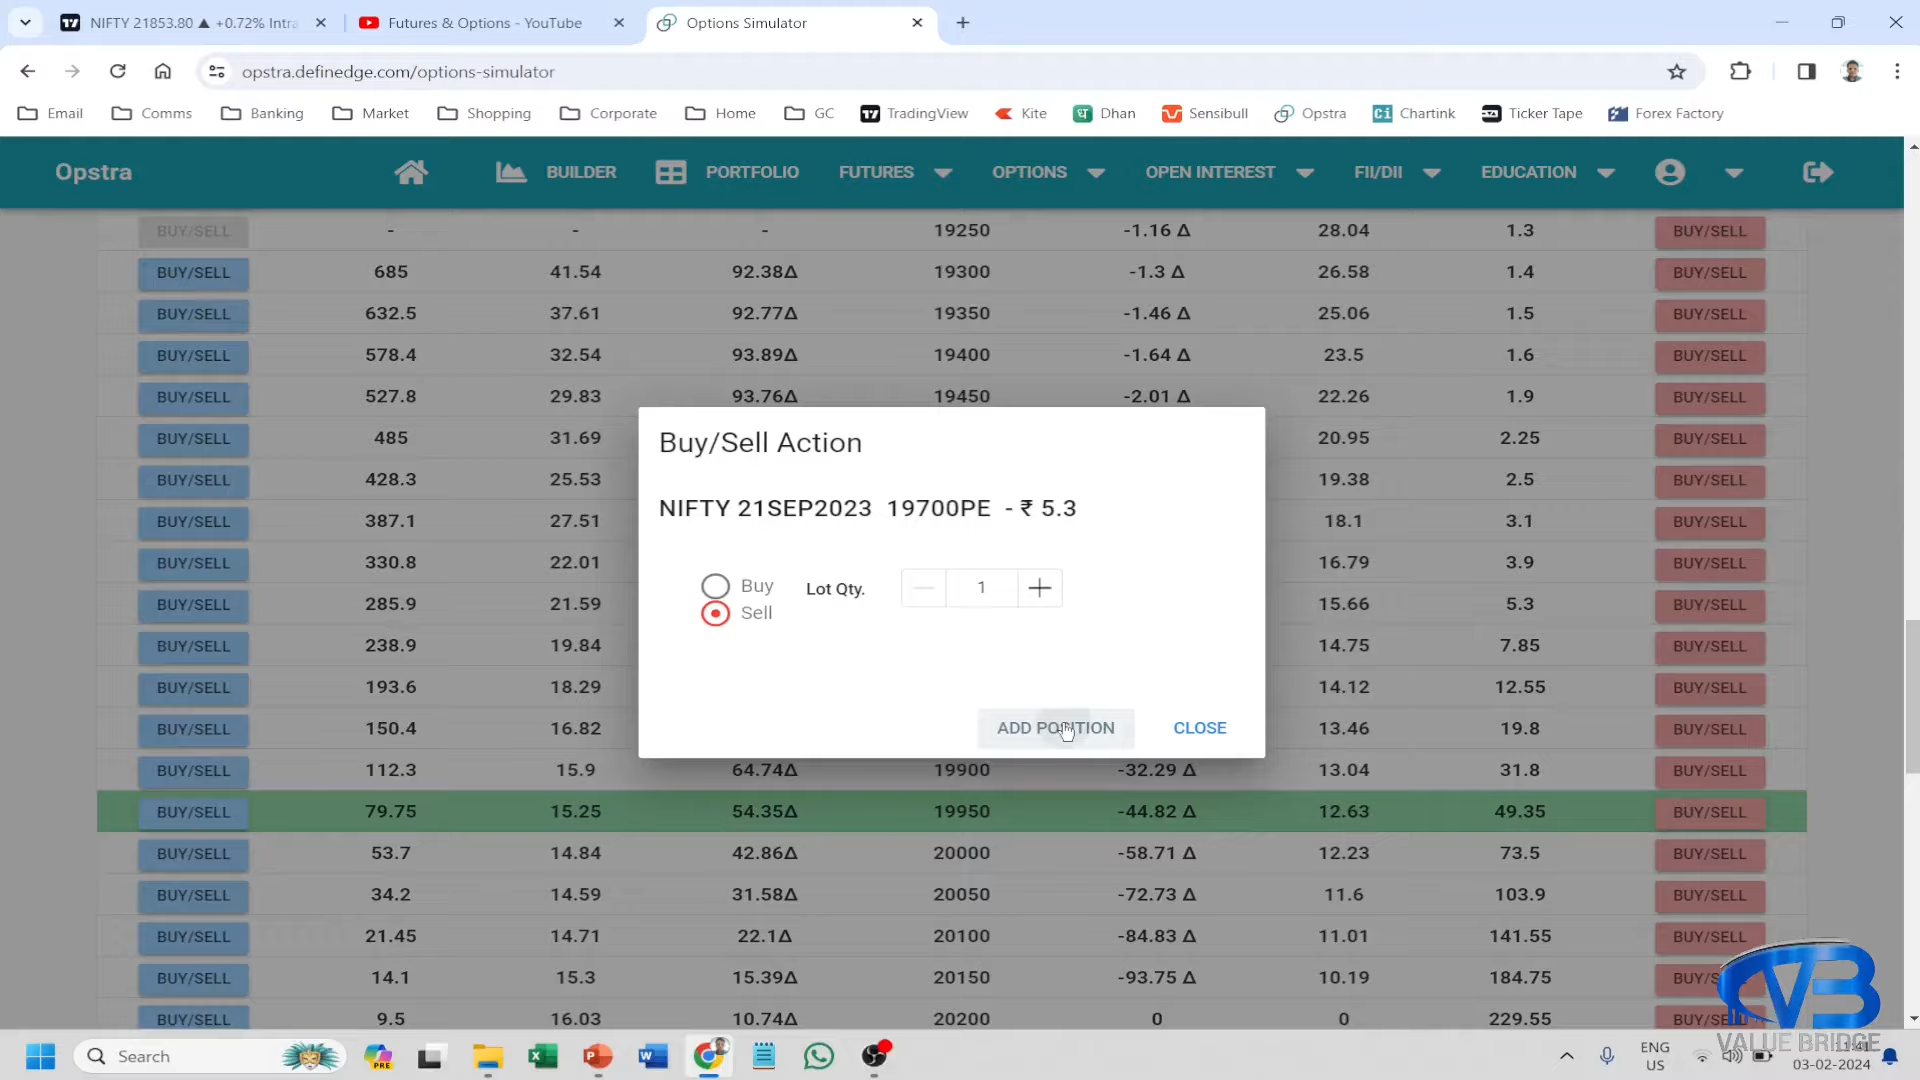 NIFTY 21853.80 ▲ +0.72% Intra
Futures & Options - YouTube
Options Simulator
opstra.definedge.com/options-simulator
Email Comms Banking Market Shopping Corporate Home GC TradingView Kite Dhan Sensibull Opstra Chartink Ticker Tape Forex Factory
Opstra BUILDER PORTFOLIO FUTURES OPTIONS OPEN INTEREST FII/DII EDUCATION
BUY/SELL - - - 19250 -1.16 Δ 28.04 1.3 BUY/SELL
BUY/SELL 685 41.54 92.38Δ 19300 -1.3 Δ 26.58 1.4 BUY/SELL
BUY/SELL 632.5 37.61 92.77Δ 19350 -1.46 Δ 25.06 1.5 BUY/SELL
BUY/SELL 578.4 32.54 93.89Δ 19400 -1.64 Δ 23.5 1.6 BUY/SELL
BUY/SELL 527.8 29.83 93.76Δ 19450 -2.01 Δ 22.26 1.9 BUY/SELL
BUY/SELL 485 31.69 20.95 2.25 BUY/SELL
BUY/SELL 428.3 25.53 19.38 2.5 BUY/SELL
BUY/SELL 387.1 27.51 18.1 3.1 BUY/SELL
BUY/SELL 330.8 22.01 16.79 3.9 BUY/SELL
BUY/SELL 285.9 21.59 15.66 5.3 BUY/SELL
BUY/SELL 238.9 19.84 14.75 7.85 BUY/SELL
BUY/SELL 193.6 18.29 14.12 12.55 BUY/SELL
BUY/SELL 150.4 16.82 13.46 19.8 BUY/SELL
Buy/Sell Action
NIFTY 21SEP2023 19700PE - ₹ 5.3
Buy
Sell
Lot Qty. 1
ADD POSITION CLOSE
BUY/SELL 112.3 15.9 64.74Δ 19900 -32.29 Δ 13.04 31.8 BUY/SELL
BUY/SELL 79.75 15.25 54.35Δ 19950 -44.82 Δ 12.63 49.35 BUY/SELL
BUY/SELL 53.7 14.84 42.86Δ 20000 -58.71 Δ 12.23 73.5 BUY/SELL
BUY/SELL 34.2 14.59 31.58Δ 20050 -72.73 Δ 11.6 103.9 BUY/SELL
BUY/SELL 21.45 14.71 22.1Δ 20100 -84.83 Δ 11.01 141.55 BUY/SELL
BUY/SELL 14.1 15.3 15.39Δ 20150 -93.75 Δ 10.19 184.75
BUY/SELL 9.5 16.03 10.74Δ 20200 0 0 229.55
VB
VALUE BRIDGE
Search
PRE
ENG
US
03-02-2024